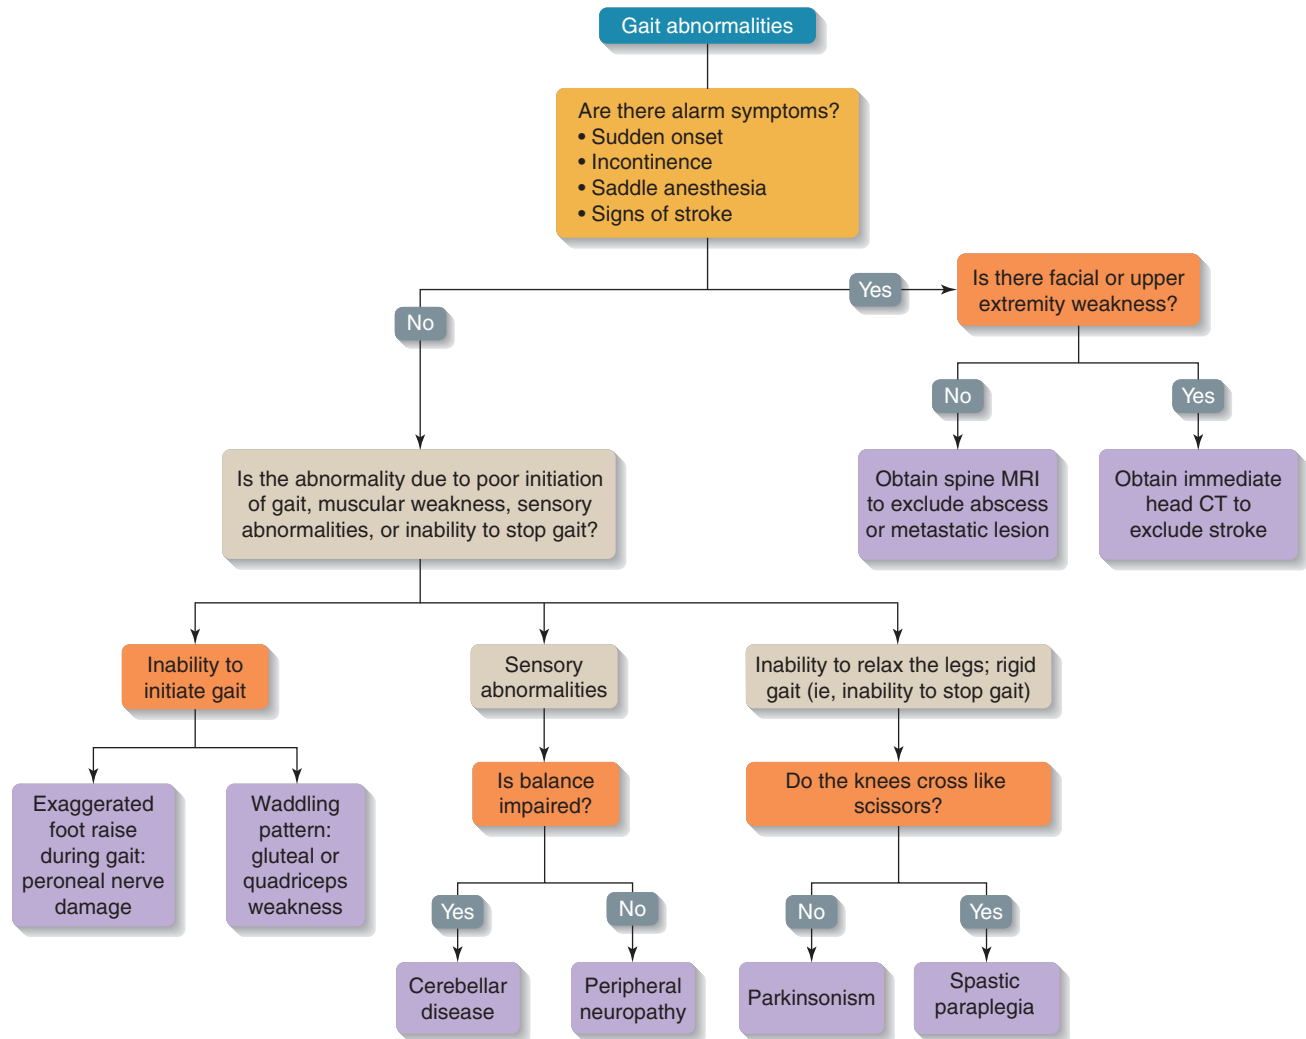 Gait abnormalities
Are there alarm symptoms?
• Sudden onset
• Incontinence
• Saddle anesthesia
• Signs of stroke
Yes
Is there facial or upper
extremity weakness?
No
No
Yes
Obtain spine MRI
to exclude abscess
or metastatic lesion
Obtain immediate
head CT to
exclude stroke
Is the abnormality due to poor initiation
of gait, muscular weakness, sensory
abnormalities, or inability to stop gait?
Inability to
initiate gait
Sensory
abnormalities
Inability to relax the legs; rigid
gait (ie, inability to stop gait)
Exaggerated
foot raise
during gait:
peroneal nerve
damage
Waddling
pattern:
gluteal or
quadriceps
weakness
Is balance
impaired?
Do the knees cross like
scissors?
Yes
No
No
Yes
Cerebellar
disease
Peripheral
neuropathy
Parkinsonism
Spastic
paraplegia